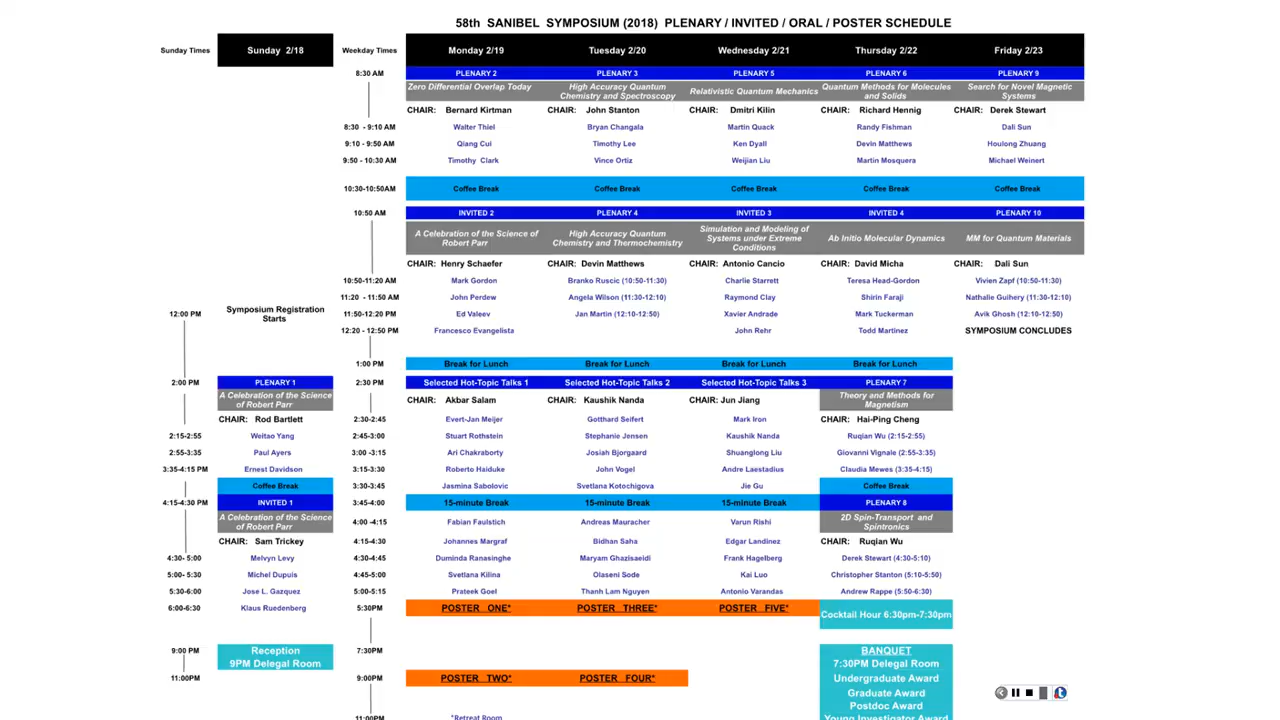 58th SANIBEL SYMPOSIUM (2018) PLENARY / INVITED / ORAL / POSTER SCHEDULE
Sunday Times Sunday 2/18 Weekday Times Monday 2/19 Tuesday 2/20 Wednesday 2/21 Thursday 2/22 Friday 2/23
8:30 AM PLENARY 2 PLENARY 3 PLENARY 5 PLENARY 6 PLENARY 9
Zero Differential Overlap Today High Accuracy Quantum Chemistry and Spectroscopy Relativistic Quantum Mechanics Quantum Methods for Molecules and Solids Search for Novel Magnetic Systems
CHAIR: Bernard Kirtman CHAIR: John Stanton CHAIR: Dmitri Kilin CHAIR: Richard Hennig CHAIR: Derek Stewart
8:30 - 9:10 AM Walter Thiel Bryan Changala Martin Quack Randy Fishman Dali Sun
9:10 - 9:50 AM Qiang Cui Timothy Lee Ken Dyall Devin Matthews Houlong Zhuang
9:50 - 10:30 AM Timothy Clark Vince Ortiz Weijian Liu Martin Mosquera Michael Weinert
10:30-10:50AM Coffee Break Coffee Break Coffee Break Coffee Break Coffee Break
10:50 AM INVITED 2 PLENARY 4 INVITED 3 INVITED 4 PLENARY 10
A Celebration of the Science of Robert Parr High Accuracy Quantum Chemistry and Thermochemistry Simulation and Modeling of Systems under Extreme Conditions Ab Initio Molecular Dynamics MM for Quantum Materials
CHAIR: Henry Schaefer CHAIR: Devin Matthews CHAIR: Antonio Cancio CHAIR: David Micha CHAIR: Dali Sun
10:50-11:20 AM Mark Gordon Branko Ruscic (10:50-11:30) Charlie Starrett Teresa Head-Gordon Vivien Zapf (10:50-11:30)
11:20 - 11:50 AM John Perdew Angela Wilson (11:30-12:10) Raymond Clay Shirin Faraji Nathalie Guihery (11:30-12:10)
12:00 PM Symposium Registration Starts 11:50-12:20 PM Ed Valeev Jan Martin (12:10-12:50) Xavier Andrade Mark Tuckerman Avik Ghosh (12:10-12:50)
12:20 - 12:50 PM Francesco Evangelista John Rehr Todd Martinez SYMPOSIUM CONCLUDES
1:00 PM Break for Lunch Break for Lunch Break for Lunch Break for Lunch
2:00 PM PLENARY 1 2:30 PM Selected Hot-Topic Talks 1 Selected Hot-Topic Talks 2 Selected Hot-Topic Talks 3 PLENARY 7
A Celebration of the Science of Robert Parr CHAIR: Akbar Salam CHAIR: Kaushik Nanda CHAIR: Jun Jiang Theory and Methods for Magnetism
CHAIR: Rod Bartlett 2:30-2:45 Evert-Jan Meijer Gotthard Seifert Mark Iron CHAIR: Hai-Ping Cheng
2:15-2:55 Weitao Yang 2:45-3:00 Stuart Rothstein Stephanie Jensen Kaushik Nanda Ruqian Wu (2:15-2:55)
2:55-3:35 Paul Ayers 3:00 -3:15 Ari Chakraborty Josiah Bjorgaard Shuanglong Liu Giovanni Vignale (2:55-3:35)
3:35-4:15 PM Ernest Davidson 3:15-3:30 Roberto Haiduke John Vogel Andre Laestadius Claudia Mewes (3:35-4:15)
Coffee Break 3:30-3:45 Jasmina Sabolovic Svetlana Kotochigova Jie Gu Coffee Break
4:15-4:30 PM INVITED 1 3:45-4:00 15-minute Break 15-minute Break 15-minute Break PLENARY 8
A Celebration of the Science of Robert Parr 4:00 -4:15 Fabian Faulstich Andreas Mauracher Varun Rishi 2D Spin-Transport and Spintronics
CHAIR: Sam Trickey 4:15-4:30 Johannes Margraf Bidhan Saha Edgar Landinez CHAIR: Ruqian Wu
4:30- 5:00 Melvyn Levy 4:30-4:45 Duminda Ranasinghe Maryam Ghazisaeidi Frank Hagelberg Derek Stewart (4:30-5:10)
5:00- 5:30 Michel Dupuis 4:45-5:00 Svetlana Kilina Olaseni Sode Kai Luo Christopher Stanton (5:10-5:50)
5:30-6:00 Jose L. Gazquez 5:00-5:15 Prateek Goel Thanh Lam Nguyen Antonio Varandas Andrew Rappe (5:50-6:30)
6:00-6:30 Klaus Ruedenberg 5:30PM POSTER ONE* POSTER THREE* POSTER FIVE* Cocktail Hour 6:30pm-7:30pm
9:00 PM Reception 7:30PM BANQUET
9PM Delegal Room 7:30PM Delegal Room
11:00PM 9:00PM POSTER TWO* POSTER FOUR* Undergraduate Award
Graduate Award
Postdoc Award
11:00PM *Retreat Room Young Investigator Award